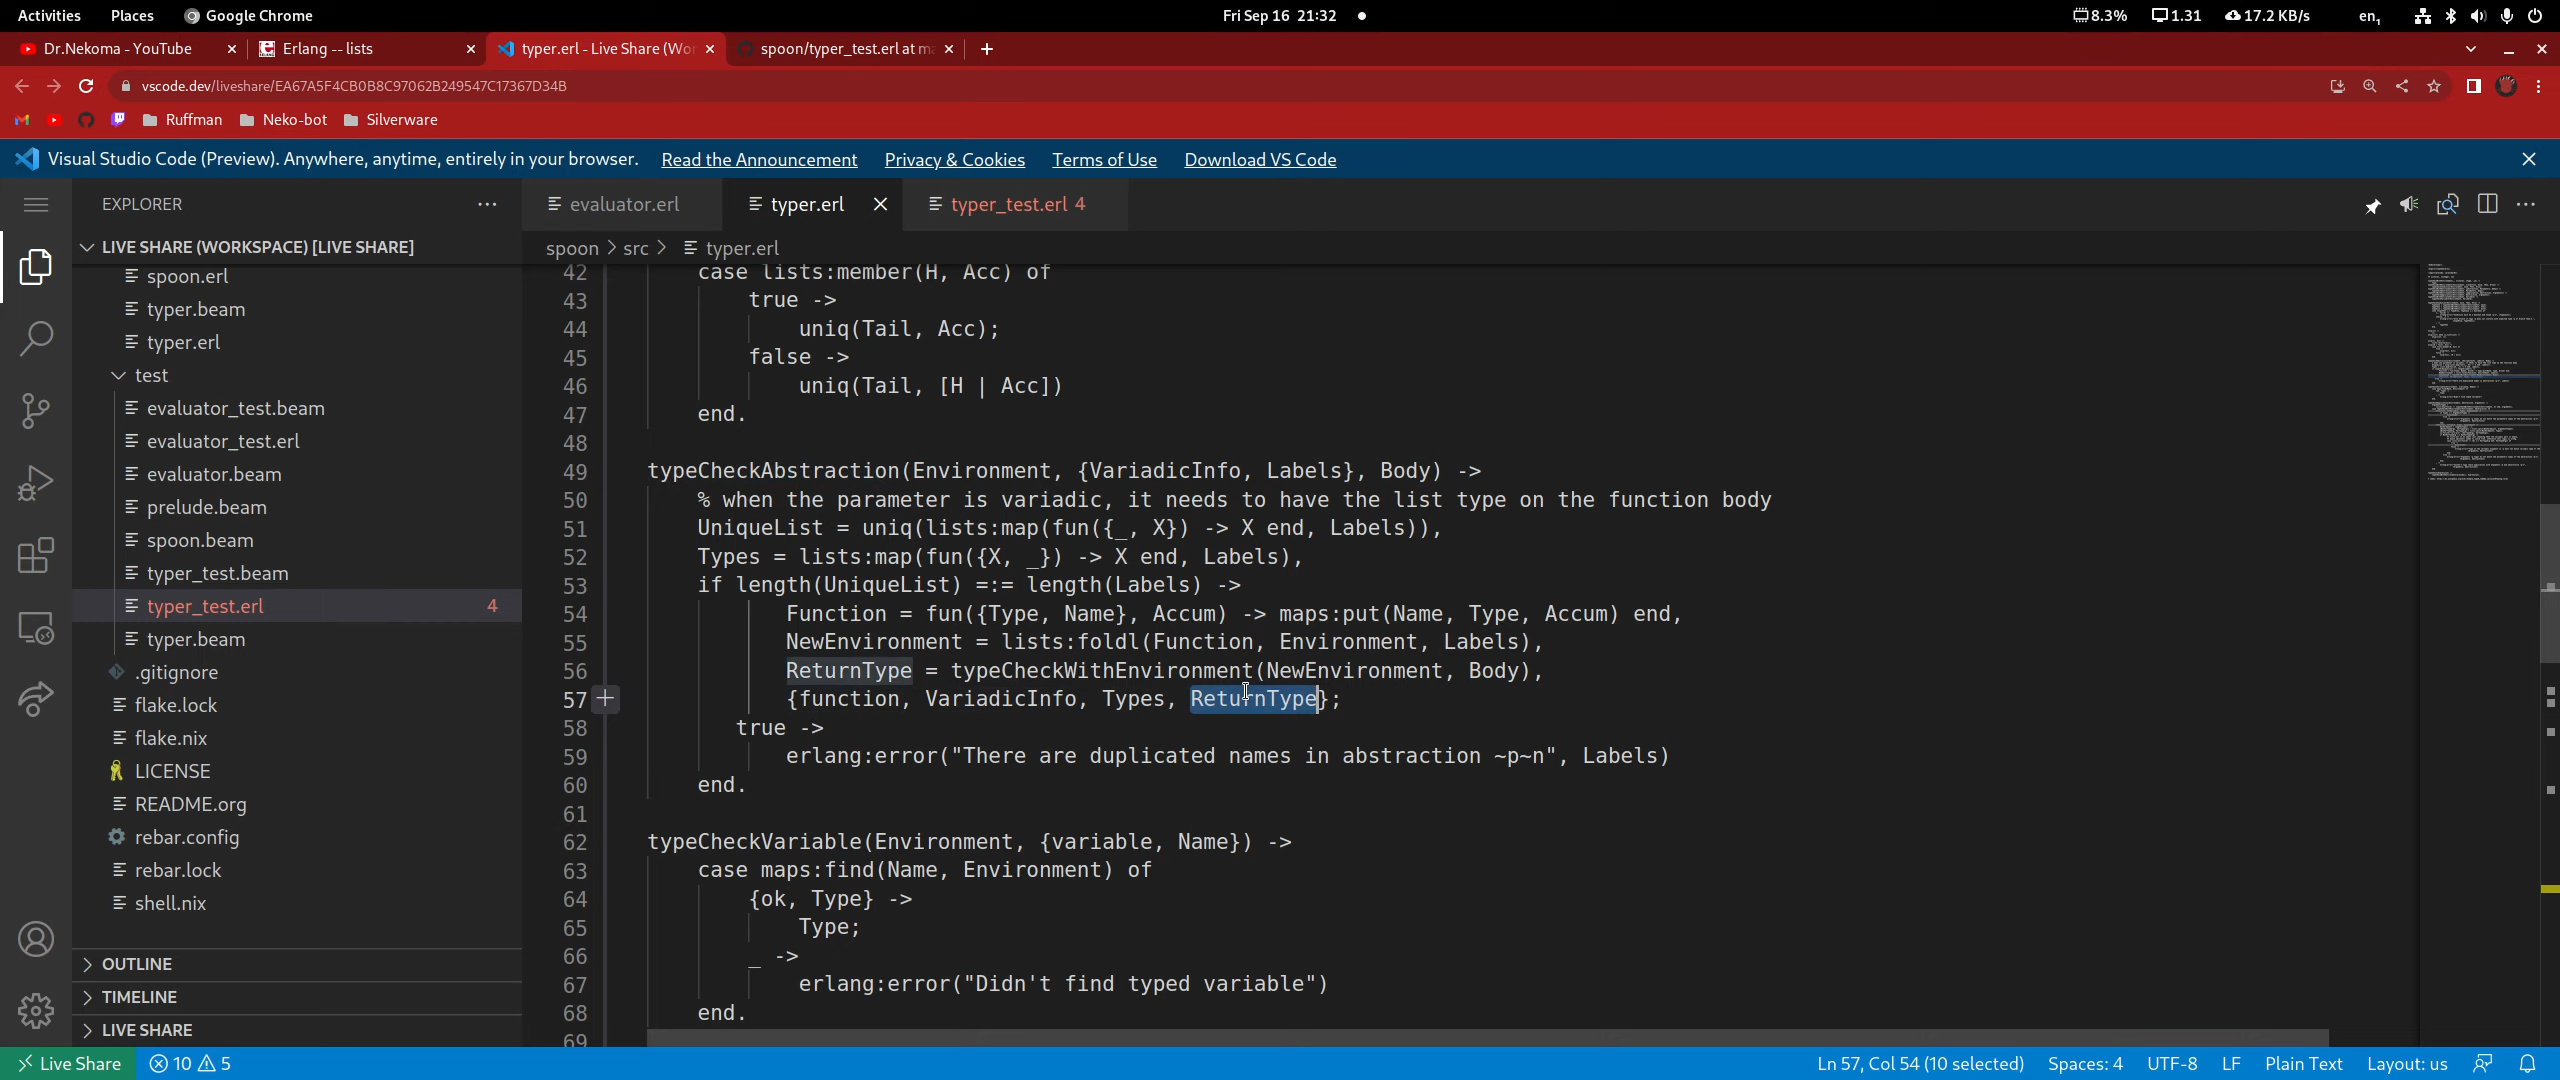 Activities Places Google Chrome Fri Sep 16 21:32 8.3% 1.31 17.2 KB/s en₁
Dr.Nekoma - YouTube Erlang -- lists typer.erl - Live Share (Wo spoon/typer_test.erl at m
vscode.dev/liveshare/EA67A5F4CB0B8C97062B249547C17367D34B
Ruffman Neko-bot Silverware
Visual Studio Code (Preview). Anywhere, anytime, entirely in your browser. Read the Announcement Privacy & Cookies Terms of Use Download VS Code
EXPLORER
LIVE SHARE (WORKSPACE) [LIVE SHARE]
spoon.erl
typer.beam
typer.erl
test
evaluator_test.beam
evaluator_test.erl
evaluator.beam
prelude.beam
spoon.beam
typer_test.beam
typer_test.erl 4
typer.beam
.gitignore
flake.lock
flake.nix
LICENSE
README.org
rebar.config
rebar.lock
shell.nix
OUTLINE
TIMELINE
LIVE SHARE
evaluator.erl typer.erl typer_test.erl 4
spoon > src > typer.erl
42 case lists:member(H, Acc) of
43 true ->
44 uniq(Tail, Acc);
45 false ->
46 uniq(Tail, [H | Acc])
47 end.
48
49 typeCheckAbstraction(Environment, {VariadicInfo, Labels}, Body) ->
50 % when the parameter is variadic, it needs to have the list type on the function body
51 UniqueList = uniq(lists:map(fun({_, X}) -> X end, Labels)),
52 Types = lists:map(fun({X, _}) -> X end, Labels),
53 if length(UniqueList) =:= length(Labels) ->
54 Function = fun({Type, Name}, Accum) -> maps:put(Name, Type, Accum) end,
55 NewEnvironment = lists:foldl(Function, Environment, Labels),
56 ReturnType = typeCheckWithEnvironment(NewEnvironment, Body),
57 {function, VariadicInfo, Types, ReturnType};
58 true ->
59 erlang:error("There are duplicated names in abstraction ~p~n", Labels)
60 end.
61
62 typeCheckVariable(Environment, {variable, Name}) ->
63 case maps:find(Name, Environment) of
64 {ok, Type} ->
65 Type;
66 _ ->
67 erlang:error("Didn't find typed variable")
68 end.
69
Live Share 10 5 Ln 57, Col 54 (10 selected) Spaces: 4 UTF-8 LF Plain Text Layout: us